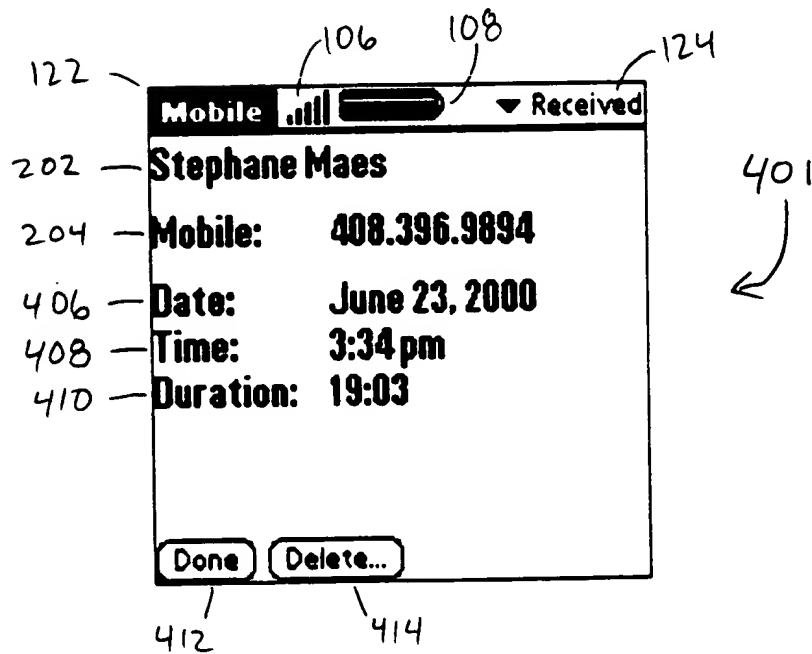 106 108 124
122 Mobile Received
202 Stephane Maes 401
204 Mobile: 408.396.9894
406 Date: June 23, 2000
408 Time: 3:34 pm
410 Duration: 19:03
Done Delete...
412 414